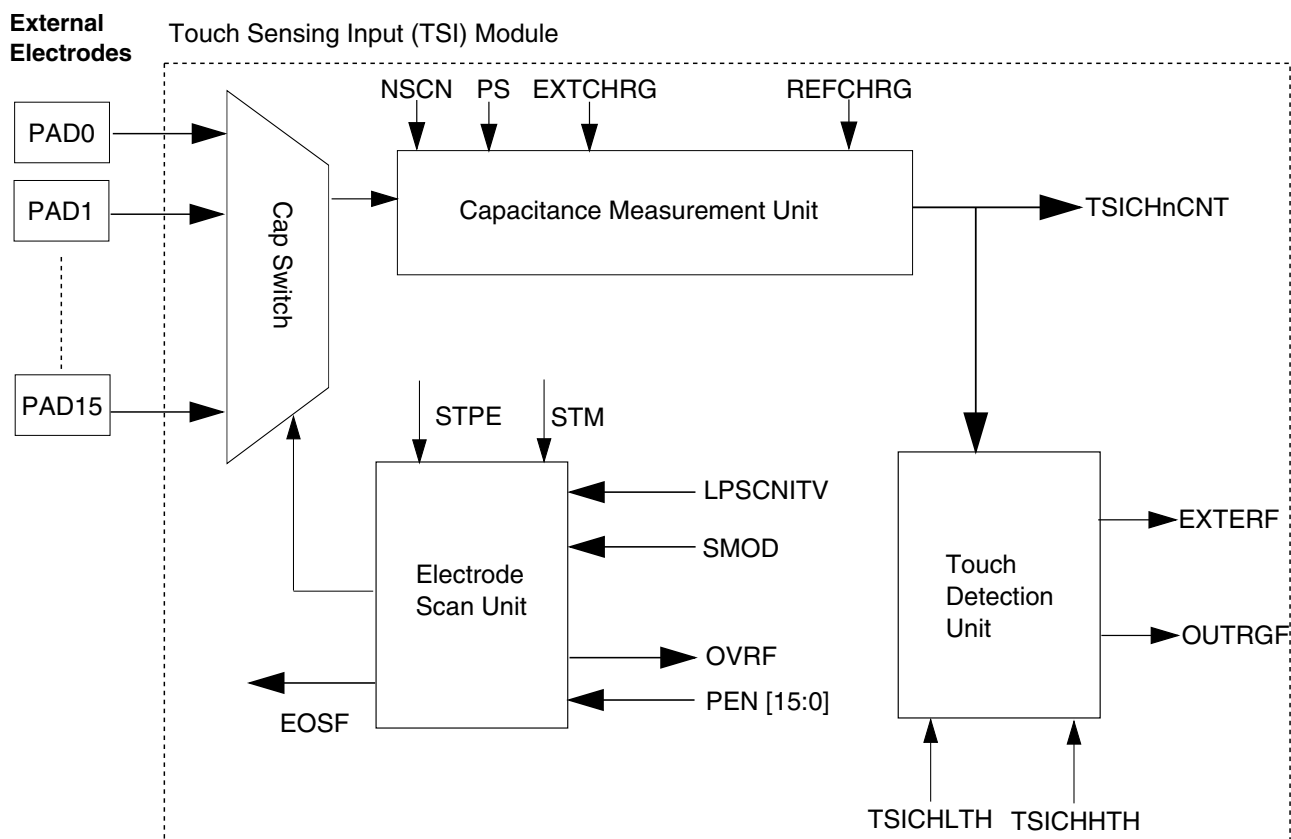 External
Electrodes
Touch Sensing Input (TSI) Module
NSCN
PS
EXTCHRG
REFCHRG
PAD0
PAD1
PAD15
Cap Switch
Capacitance Measurement Unit
TSICHnCNT
STPE
STM
LPSCNITV
SMOD
Electrode
Scan Unit
OVRF
PEN [15:0]
EOSF
Touch
Detection
Unit
EXTERF
OUTRGF
TSICHLTH
TSICHHTH